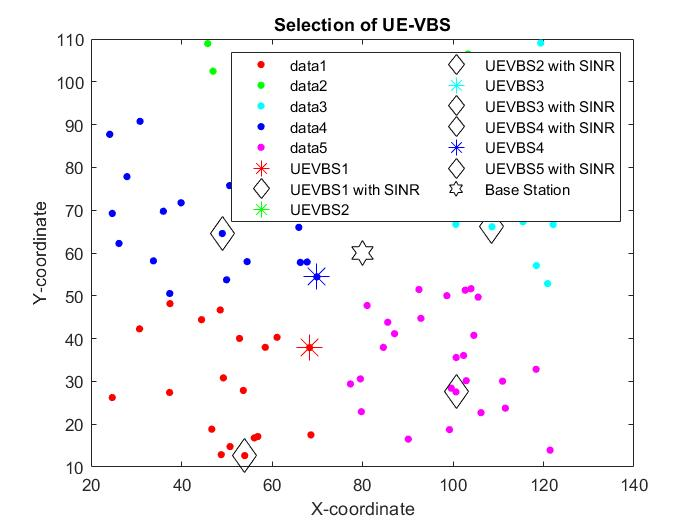 Selection of UE-VBS
110
100
90
80
70
60
50
40
30
20
10
Y-coordinate
data1
data2
data3
data4
data5
UEVBS1
UEVBS1 with SINR
UEVBS2
UEVBS2 with SINR
UEVBS3
UEVBS3 with SINR
UEVBS4 with SINR
UEVBS4
UEVBS5 with SINR
Base Station
20
40
60
80
100
120
140
X-coordinate